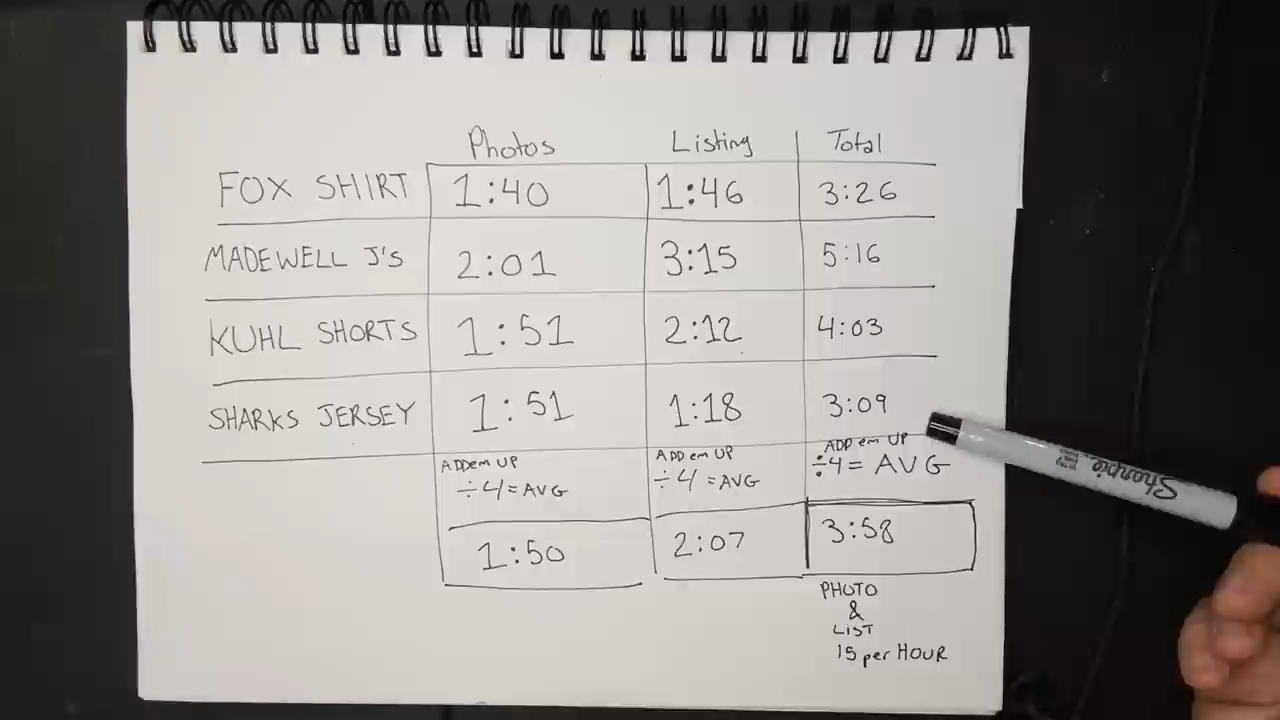 Photos Listing Total
FOX SHIRT 1:40 1:46 3:26
MADEWELL J'S 2:01 3:15 5:16
KUHL SHORTS 1:51 2:12 4:03
SHARKS JERSEY 1:51 1:18 3:09
ADD em UP ADD em UP ADD em UP
÷4=AVG ÷4=AVG ÷4=AVG
1:50 2:07 3:58
PHOTO
&
LIST
15 per HOUR
Sharpie